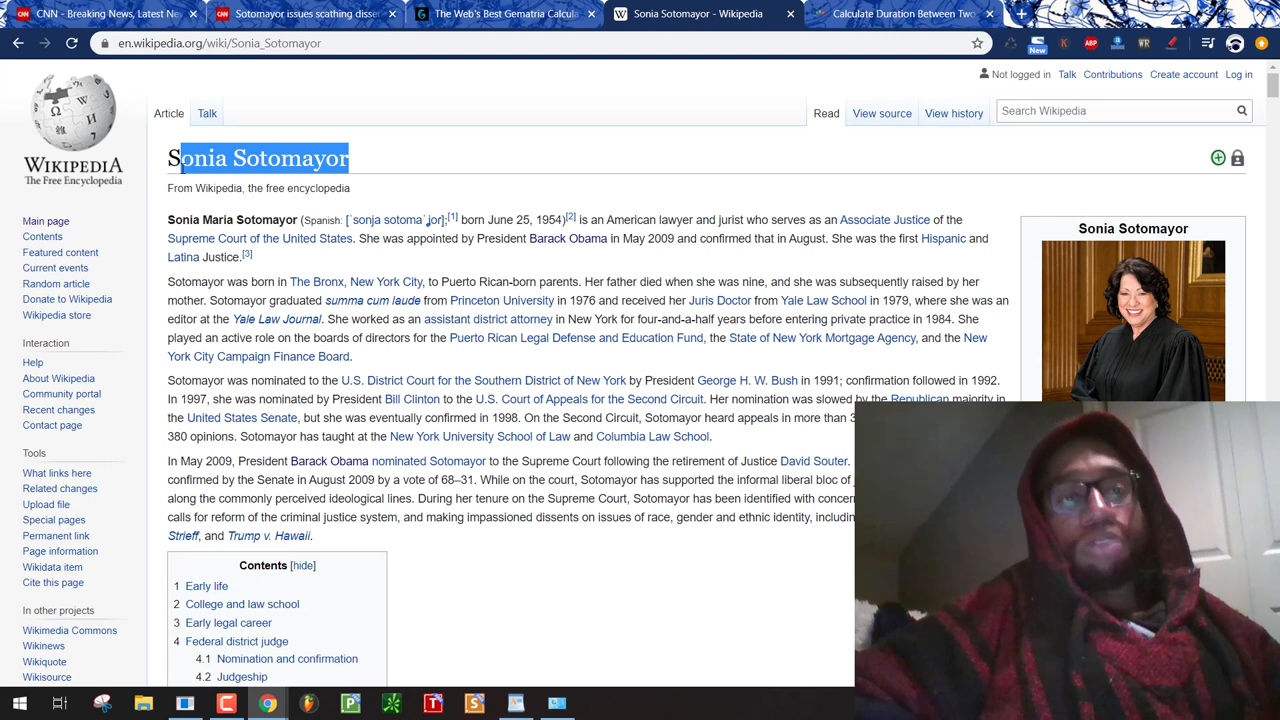 CNN - Breaking News, Latest Ne
Sotomayor issues scathing disse
The Web's Best Gematria Calcula
Sonia Sotomayor - Wikipedia
Calculate Duration Between Two
en.wikipedia.org/wiki/Sonia_Sotomayor
New
ABP
WR
Not logged in Talk Contributions Create account Log in
Article Talk Read View source View history Search Wikipedia
WIKIPEDIA
The Free Encyclopedia
Sonia Sotomayor
From Wikipedia, the free encyclopedia
Main page
Contents
Featured content
Current events
Random article
Donate to Wikipedia
Wikipedia store
Interaction
Help
About Wikipedia
Community portal
Recent changes
Contact page
Tools
What links here
Related changes
Upload file
Special pages
Permanent link
Page information
Wikidata item
Cite this page
In other projects
Wikimedia Commons
Wikinews
Wikiquote
Wikisource
Sonia Maria Sotomayor (Spanish: [ˈsonja sotomaˈʝoɾ];[1] born June 25, 1954)[2] is an American lawyer and jurist who serves as an Associate Justice of the
Supreme Court of the United States. She was appointed by President Barack Obama in May 2009 and confirmed that in August. She was the first Hispanic and
Latina Justice.[3]
Sotomayor was born in The Bronx, New York City, to Puerto Rican-born parents. Her father died when she was nine, and she was subsequently raised by her
mother. Sotomayor graduated summa cum laude from Princeton University in 1976 and received her Juris Doctor from Yale Law School in 1979, where she was an
editor at the Yale Law Journal. She worked as an assistant district attorney in New York for four-and-a-half years before entering private practice in 1984. She
played an active role on the boards of directors for the Puerto Rican Legal Defense and Education Fund, the State of New York Mortgage Agency, and the New
York City Campaign Finance Board.
Sotomayor was nominated to the U.S. District Court for the Southern District of New York by President George H. W. Bush in 1991; confirmation followed in 1992.
In 1997, she was nominated by President Bill Clinton to the U.S. Court of Appeals for the Second Circuit. Her nomination was slowed by the Republican majority in
the United States Senate, but she was eventually confirmed in 1998. On the Second Circuit, Sotomayor heard appeals in more than 3
380 opinions. Sotomayor has taught at the New York University School of Law and Columbia Law School.
In May 2009, President Barack Obama nominated Sotomayor to the Supreme Court following the retirement of Justice David Souter.
confirmed by the Senate in August 2009 by a vote of 68–31. While on the court, Sotomayor has supported the informal liberal bloc of j
along the commonly perceived ideological lines. During her tenure on the Supreme Court, Sotomayor has been identified with concern
calls for reform of the criminal justice system, and making impassioned dissents on issues of race, gender and ethnic identity, includin
Strieff, and Trump v. Hawaii.
Contents [hide]
1 Early life
2 College and law school
3 Early legal career
4 Federal district judge
4.1 Nomination and confirmation
4.2 Judgeship
Sonia Sotomayor